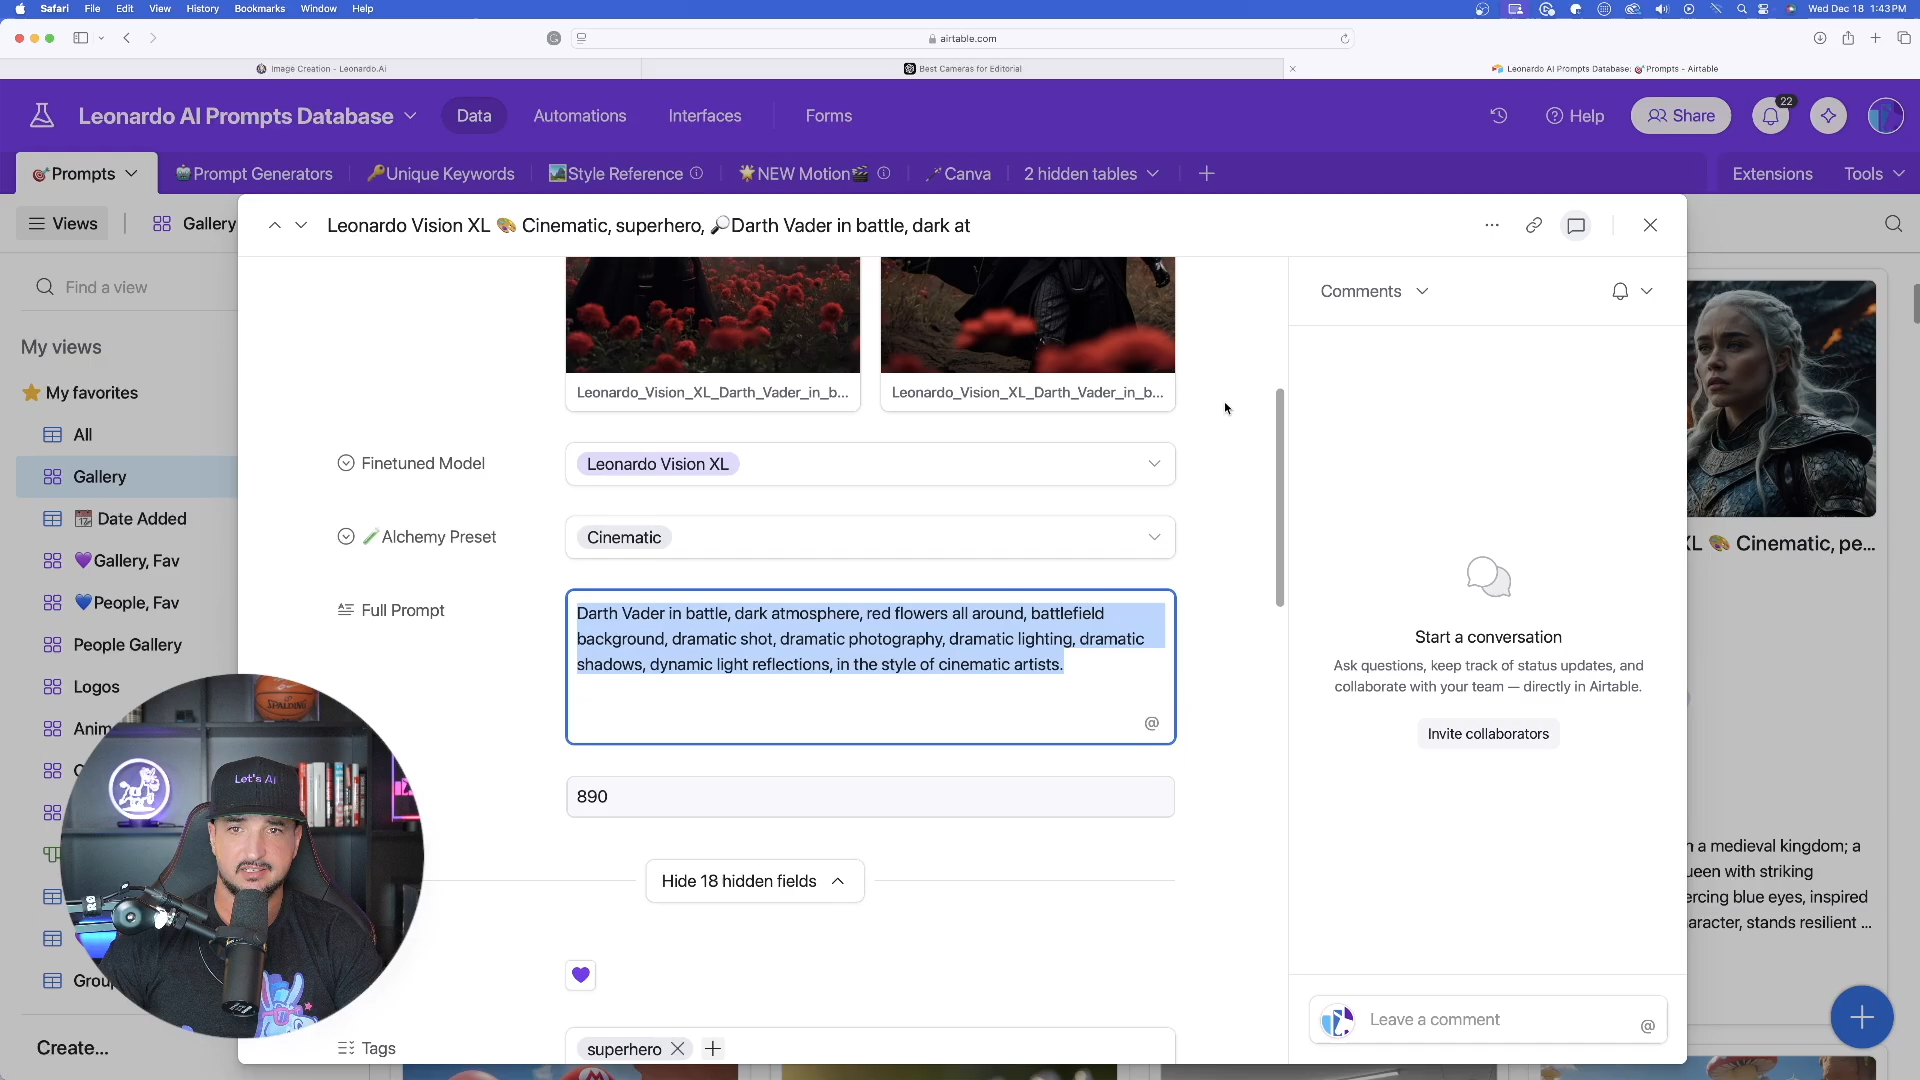 Safari File Edit View History Bookmarks Window Help
Wed Dec 18 1:43 PM
airtable.com
Image Creation - Leonardo.Ai
Best Cameras for Editorial
Leonardo AI Prompts Database: Prompts - Airtable
Leonardo AI Prompts Database
Data
Automations
Interfaces
Forms
Help
Share
22
Prompts
Prompt Generators
Unique Keywords
Style Reference
NEW Motion
Canva
2 hidden tables
Extensions
Tools
Views
Gallery
Leonardo Vision XL Cinematic, superhero, Darth Vader in battle, dark at
Find a view
My views
My favorites
All
Gallery
Date Added
Gallery, Fav
People, Fav
People Gallery
Logos
Anim
Grou
Create...
Leonardo_Vision_XL_Darth_Vader_in_b...
Leonardo_Vision_XL_Darth_Vader_in_b...
Finetuned Model
Leonardo Vision XL
Alchemy Preset
Cinematic
Full Prompt
Darth Vader in battle, dark atmosphere, red flowers all around, battlefield
background, dramatic shot, dramatic photography, dramatic lighting, dramatic
shadows, dynamic light reflections, in the style of cinematic artists.
@
890
Hide 18 hidden fields
Tags
superhero
Comments
Start a conversation
Ask questions, keep track of status updates, and
collaborate with your team — directly in Airtable.
Invite collaborators
Leave a comment
@
XL Cinematic, pe...
n a medieval kingdom; a
ueen with striking
ercing blue eyes, inspired
aracter, stands resilient ...
SPALDING
Let's AI